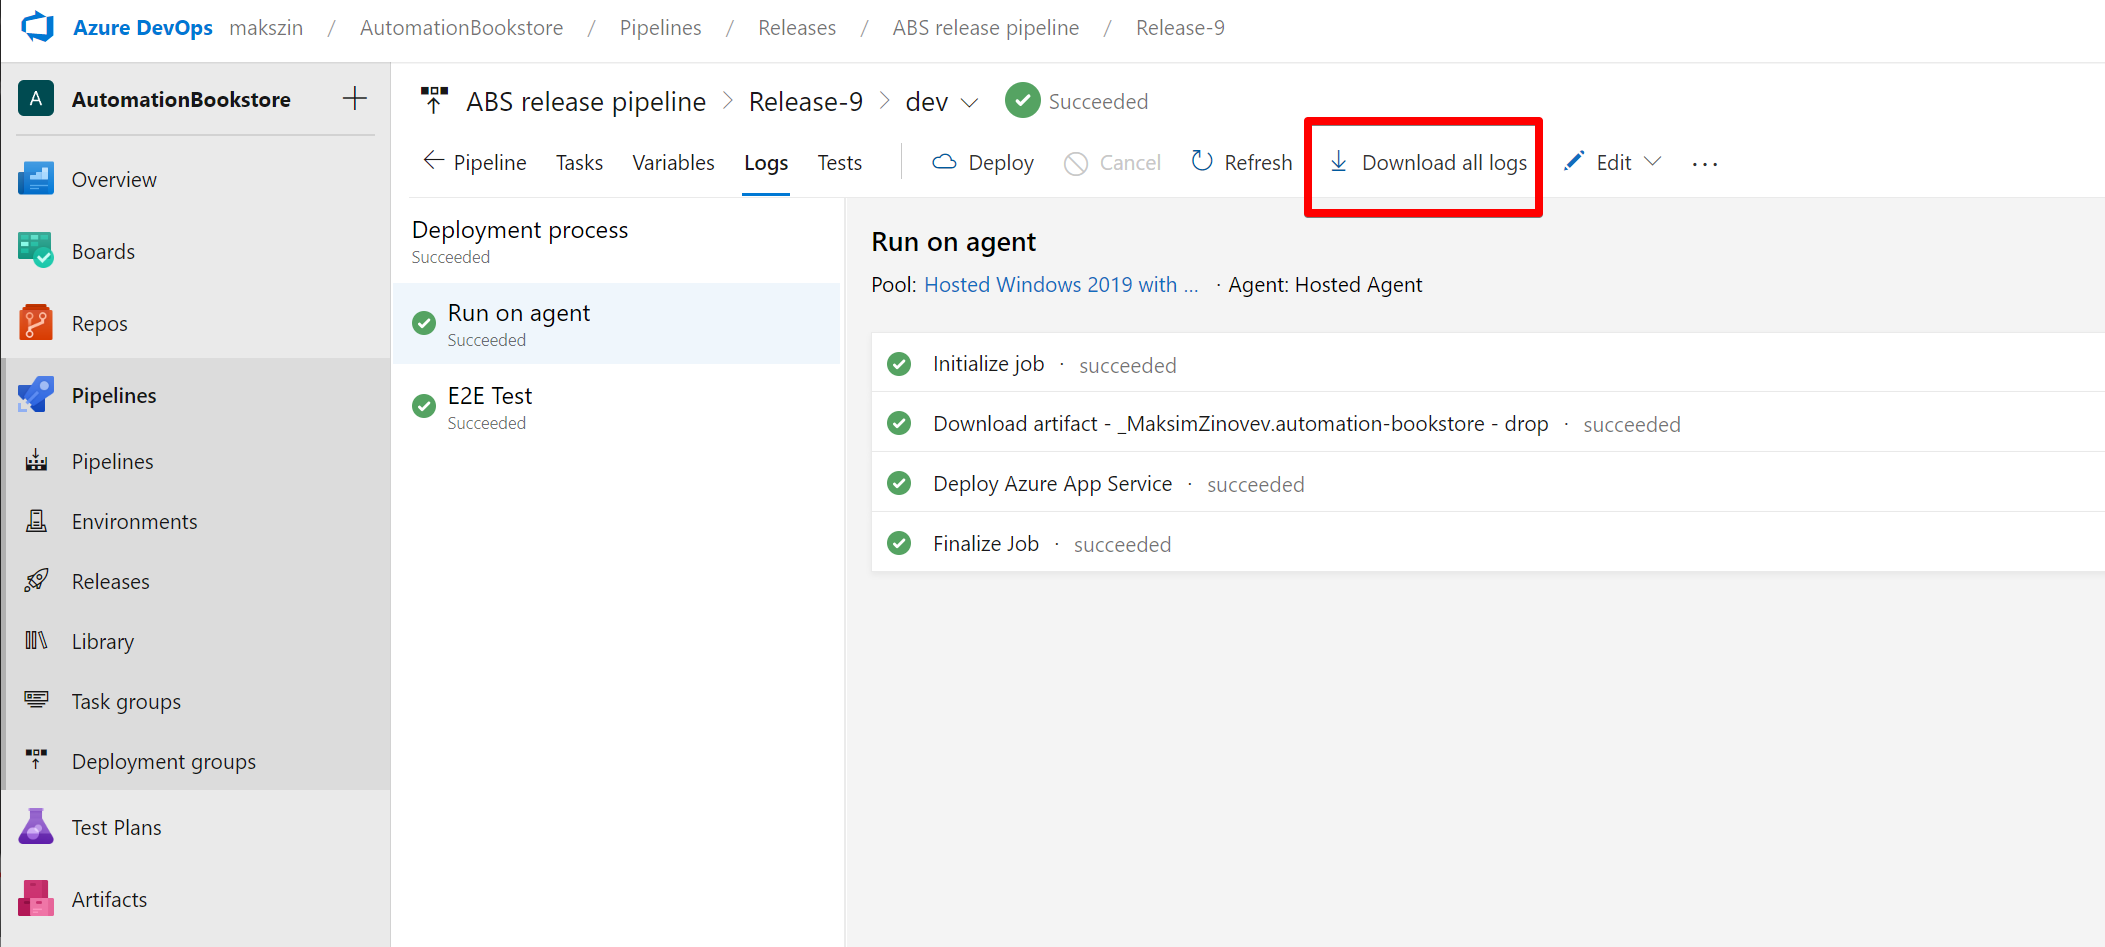 Azure DevOps makszin / AutomationBookstore / Pipelines / Releases / ABS release pipeline / Release-9
A AutomationBookstore
Overview
Boards
Repos
Pipelines
Pipelines
Environments
Releases
Library
Task groups
Deployment groups
Test Plans
Artifacts
ABS release pipeline > Release-9 > dev Succeeded
Pipeline Tasks Variables Logs Tests Deploy Cancel Refresh Download all logs Edit ...
Deployment process
Succeeded
Run on agent
Succeeded
E2E Test
Succeeded
Run on agent
Pool: Hosted Windows 2019 with ... · Agent: Hosted Agent
Initialize job · succeeded
Download artifact - _MaksimZinovev.automation-bookstore - drop · succeeded
Deploy Azure App Service · succeeded
Finalize Job · succeeded